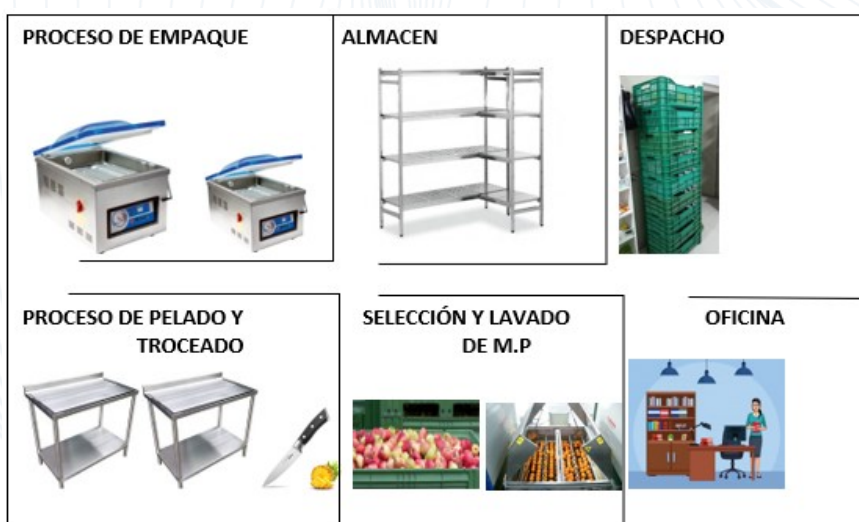 PROCESO DE EMPAQUE
ALMACEN
DESPACHO
PROCESO DE PELADO Y
TROCEADO
SELECCIÓN Y LAVADO
DE M.P
OFICINA